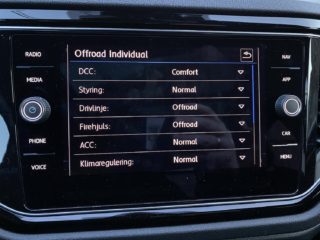 Offroad Individual
DCC: Comfort
Styring: Normal
Drivlinje: Offroad
Firehjuls: Offroad
ACC: Normal
Klimaregulering: Normal
RADIO
MEDIA
PHONE
VOICE
NAV
APP
CAR
MENU